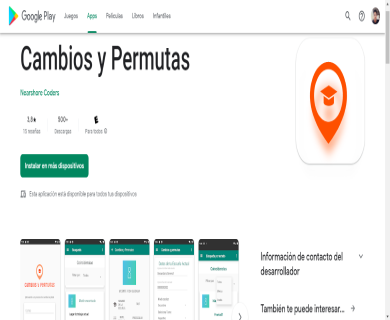 Google Play
Juegos
Apps
Películas
Libros
Infantiles
Cambios y Permutas
Nearshore Coders
3.8★
15 reseñas
500+
Descargas
E
Para todos
Instalar en más dispositivos
Esta aplicación está disponible para todos tus dispositivos
CAMBIOS Y PERMUTAS
Información de contacto del
desarrollador
También te puede interesar...